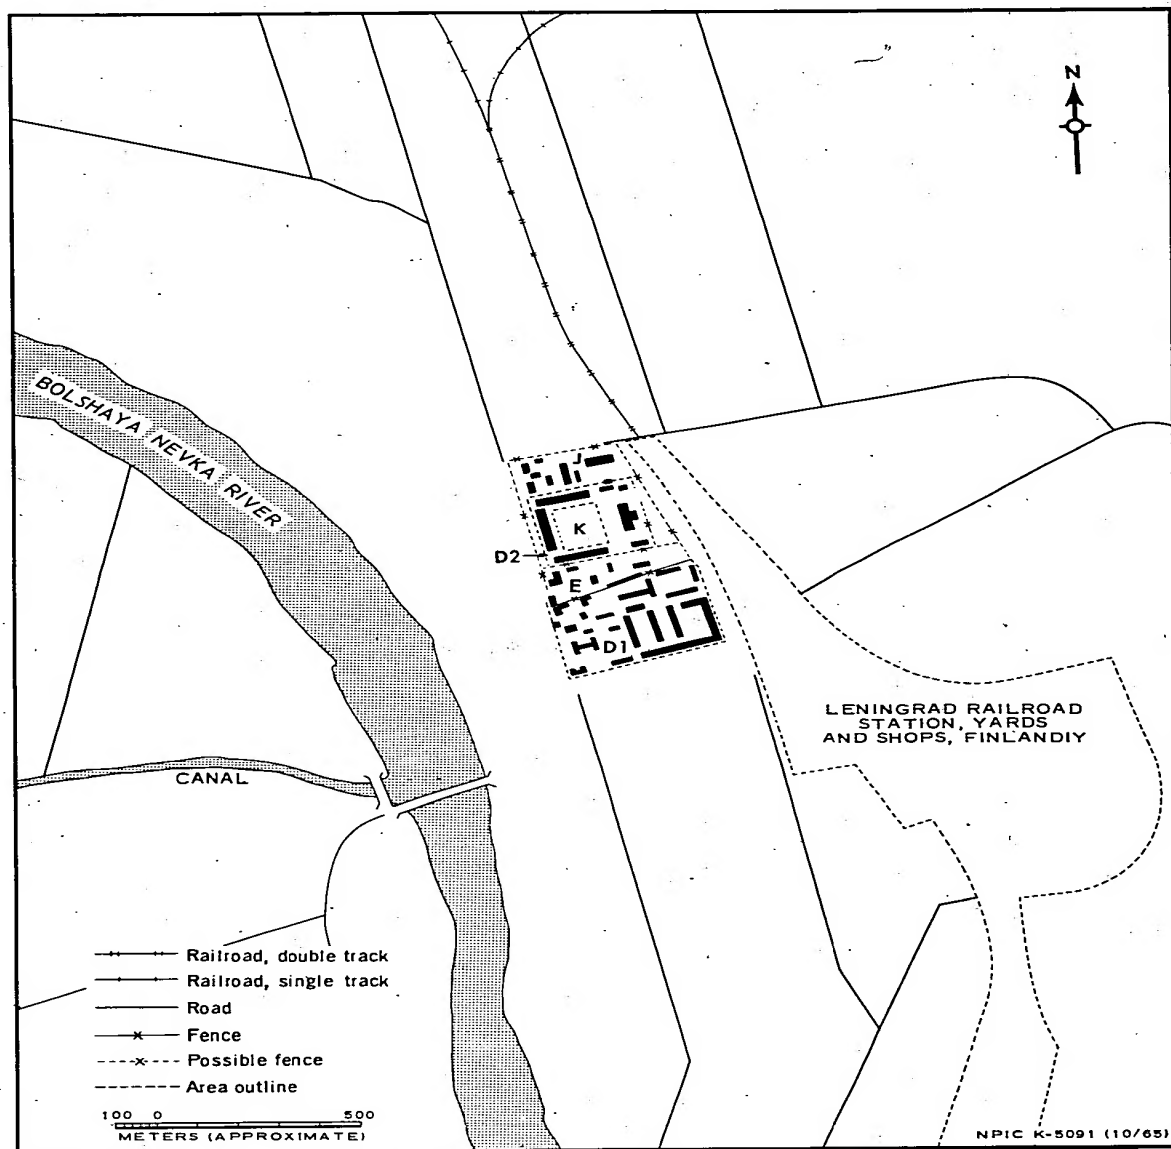 N
BOLSHAYA NEVKA RIVER
J
K
D2
E
D1
LENINGRAD RAILROAD
STATION, YARDS
AND SHOPS, FINLANDIY
CANAL
Railroad, double track
Railroad, single track
Road
Fence
Possible fence
Area outline
100 0 500
METERS (APPROXIMATE)
NPIC K-5091 (10/65)